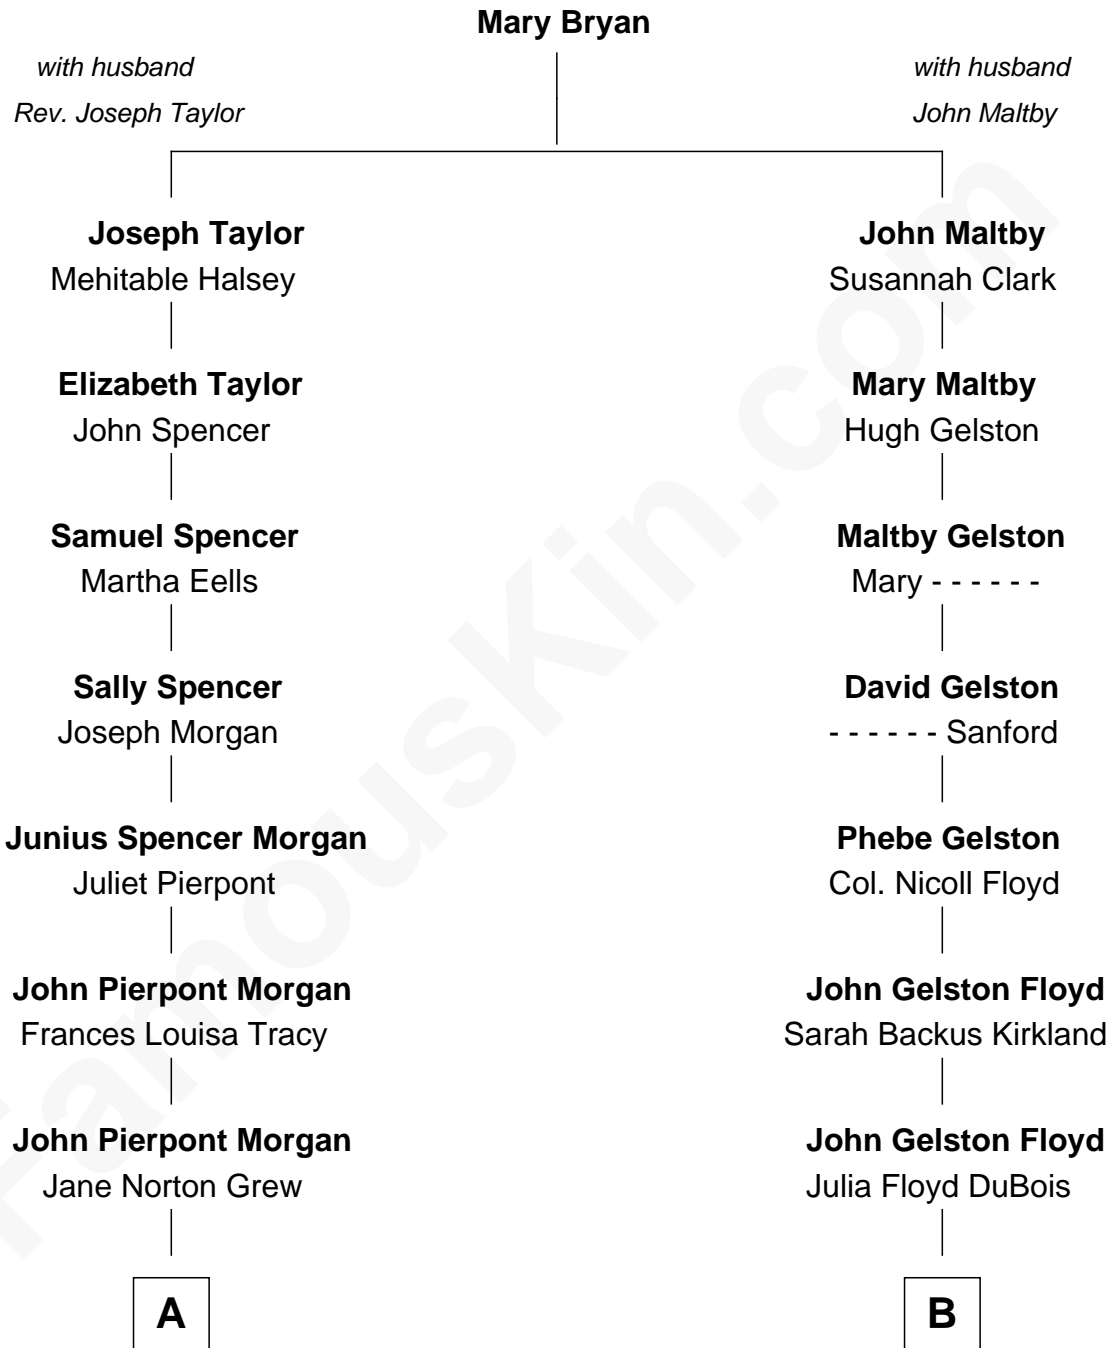 Mary Bryan
with husband
Rev. Joseph Taylor
with husband
John Maltby
Joseph Taylor
Mehitable Halsey
John Maltby
Susannah Clark
Elizabeth Taylor
John Spencer
Mary Maltby
Hugh Gelston
Samuel Spencer
Martha Eells
Maltby Gelston
Mary - - - - - -
Sally Spencer
Joseph Morgan
David Gelston
- - - - - - Sanford
Junius Spencer Morgan
Juliet Pierpont
Phebe Gelston
Col. Nicoll Floyd
John Pierpont Morgan
Frances Louisa Tracy
John Gelston Floyd
Sarah Backus Kirkland
John Pierpont Morgan
Jane Norton Grew
John Gelston Floyd
Julia Floyd DuBois
A
B
FamousKin.com